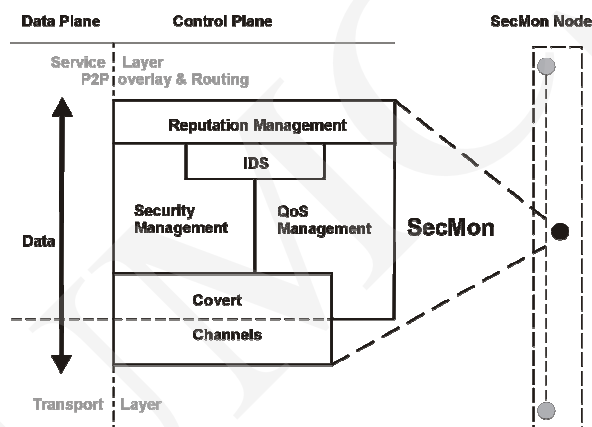 Data Plane Control Plane SecMon Node
Service Layer
P2P overlay & Routing
Reputation Management
IDS
Security
Management
QoS
Management
SecMon
Data
Covert
Channels
Transport Layer